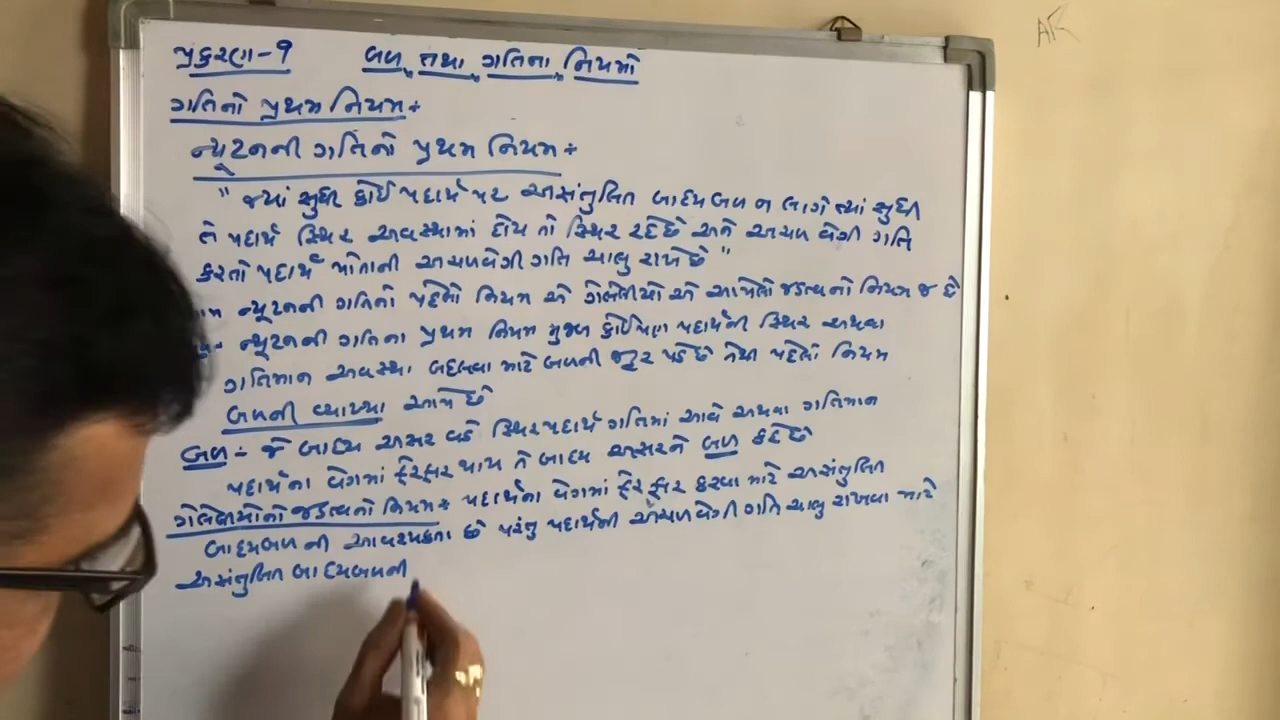 પ્રકરણ-9 બળ તથા ગતિના નિયમો
AK
ગતિનો પ્રથમ નિયમ :-
ન્યૂટનની ગતિનો પ્રથમ નિયમ :-
"જ્યાં સુધી કોઈ પદાર્થ પર અસંતુલિત બાહ્ય બળ ન લાગે ત્યાં સુધી
તે પદાર્થ સ્થિર અવસ્થામાં હોય તો સ્થિર રહે છે અને અચળ વેગી ગતિ
કરતો પદાર્થ પોતાની અચળવેગી ગતિ ચાલુ રાખે છે"
ન્યૂટનની ગતિનો પહેલો નિયમ એ ગેલેલીયો એ આપેલો જડત્વનો નિયમ જ છે
ન્યૂટનની ગતિના પ્રથમ નિયમ મુજબ કોઈપણ પદાર્થની સ્થિર અથવા
ગતિમાન અવસ્થા બદલવા માટે બળની જરૂર પડે છે તેથી પહેલો નિયમ
બળની વ્યાખ્યા આપે છે
બળ :- જે બાહ્ય અસર વડે સ્થિર પદાર્થ ગતિમાં આવે અથવા ગતિમાન
પદાર્થના વેગમાં ફેરફાર થાય તે બાહ્ય અસરને બળ કહે છે
ગેલેલીયોનો જડત્વનો નિયમ :- પદાર્થના વેગમાં ફેરફાર કરવા માટે અસંતુલિત
બાહ્યબળ ની આવશ્યકતા છે પરંતુ પદાર્થની અચળવેગી ગતિ ચાલુ રાખવા માટે
અસંતુલિત બાહ્યબળની